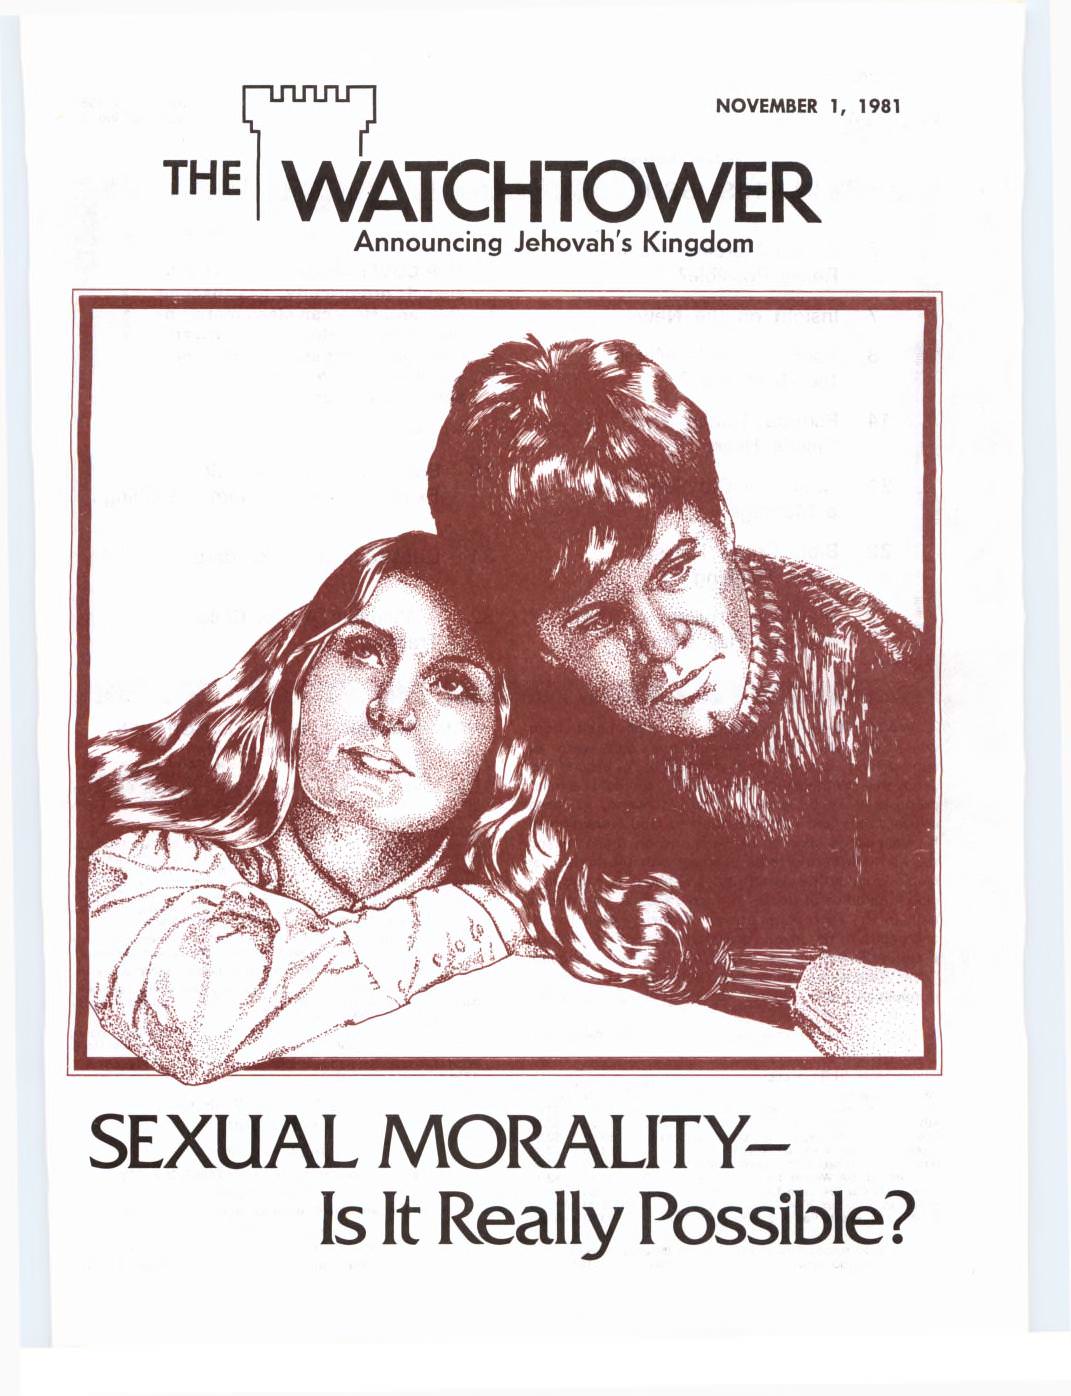 NOVEMBER 1, 1981
THE WATCHTOWER
Announcing Jehovah's Kingdom
SEXUAL MORALITY–
Is It Really Possible?